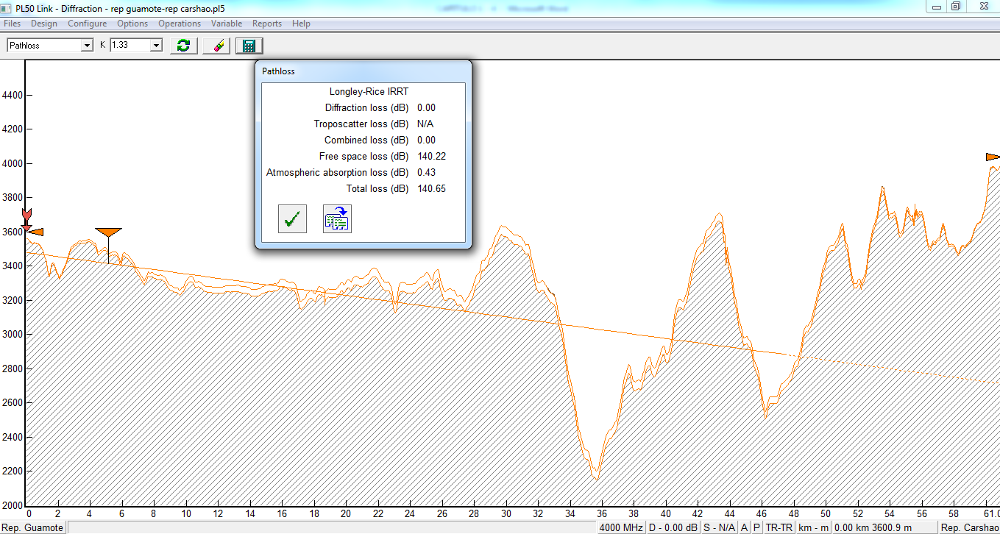 PL50 Link - Diffraction - rep guamote-rep carshao.pl5
Files Design Configure Options Operations Variable Reports Help
Pathloss K 1.33
Pathloss
Longley-Rice IRRT
Diffraction loss (dB) 0.00
Troposcatter loss (dB) N/A
Combined loss (dB) 0.00
Free space loss (dB) 140.22
Atmospheric absorption loss (dB) 0.43
Total loss (dB) 140.65
4400
4200
4000
3800
3600
3400
3200
3000
2800
2600
2400
2200
2000
0 2 4 6 8 10 12 14 16 18 20 22 24 26 28 30 32 34 36 38 40 42 44 46 48 50 52 54 56 58 61.0
Rep. Guamote 4000 MHz D - 0.00 dB S - N/A A P TR-TR km - m 0.00 km 3600.9 m Rep. Carshao